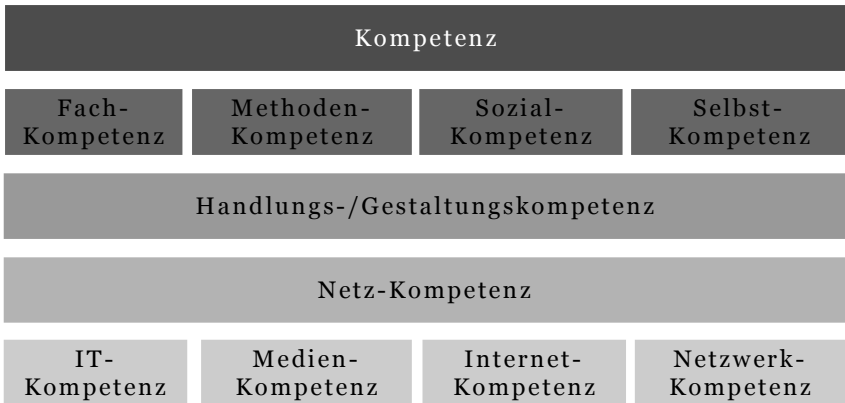 Kompetenz
Fach-
Kompetenz
Methoden-
Kompetenz
Sozial-
Kompetenz
Selbst-
Kompetenz
Handlungs-/Gestaltungskompetenz
Netz-Kompetenz
IT-
Kompetenz
Medien-
Kompetenz
Internet-
Kompetenz
Netzwerk-
Kompetenz